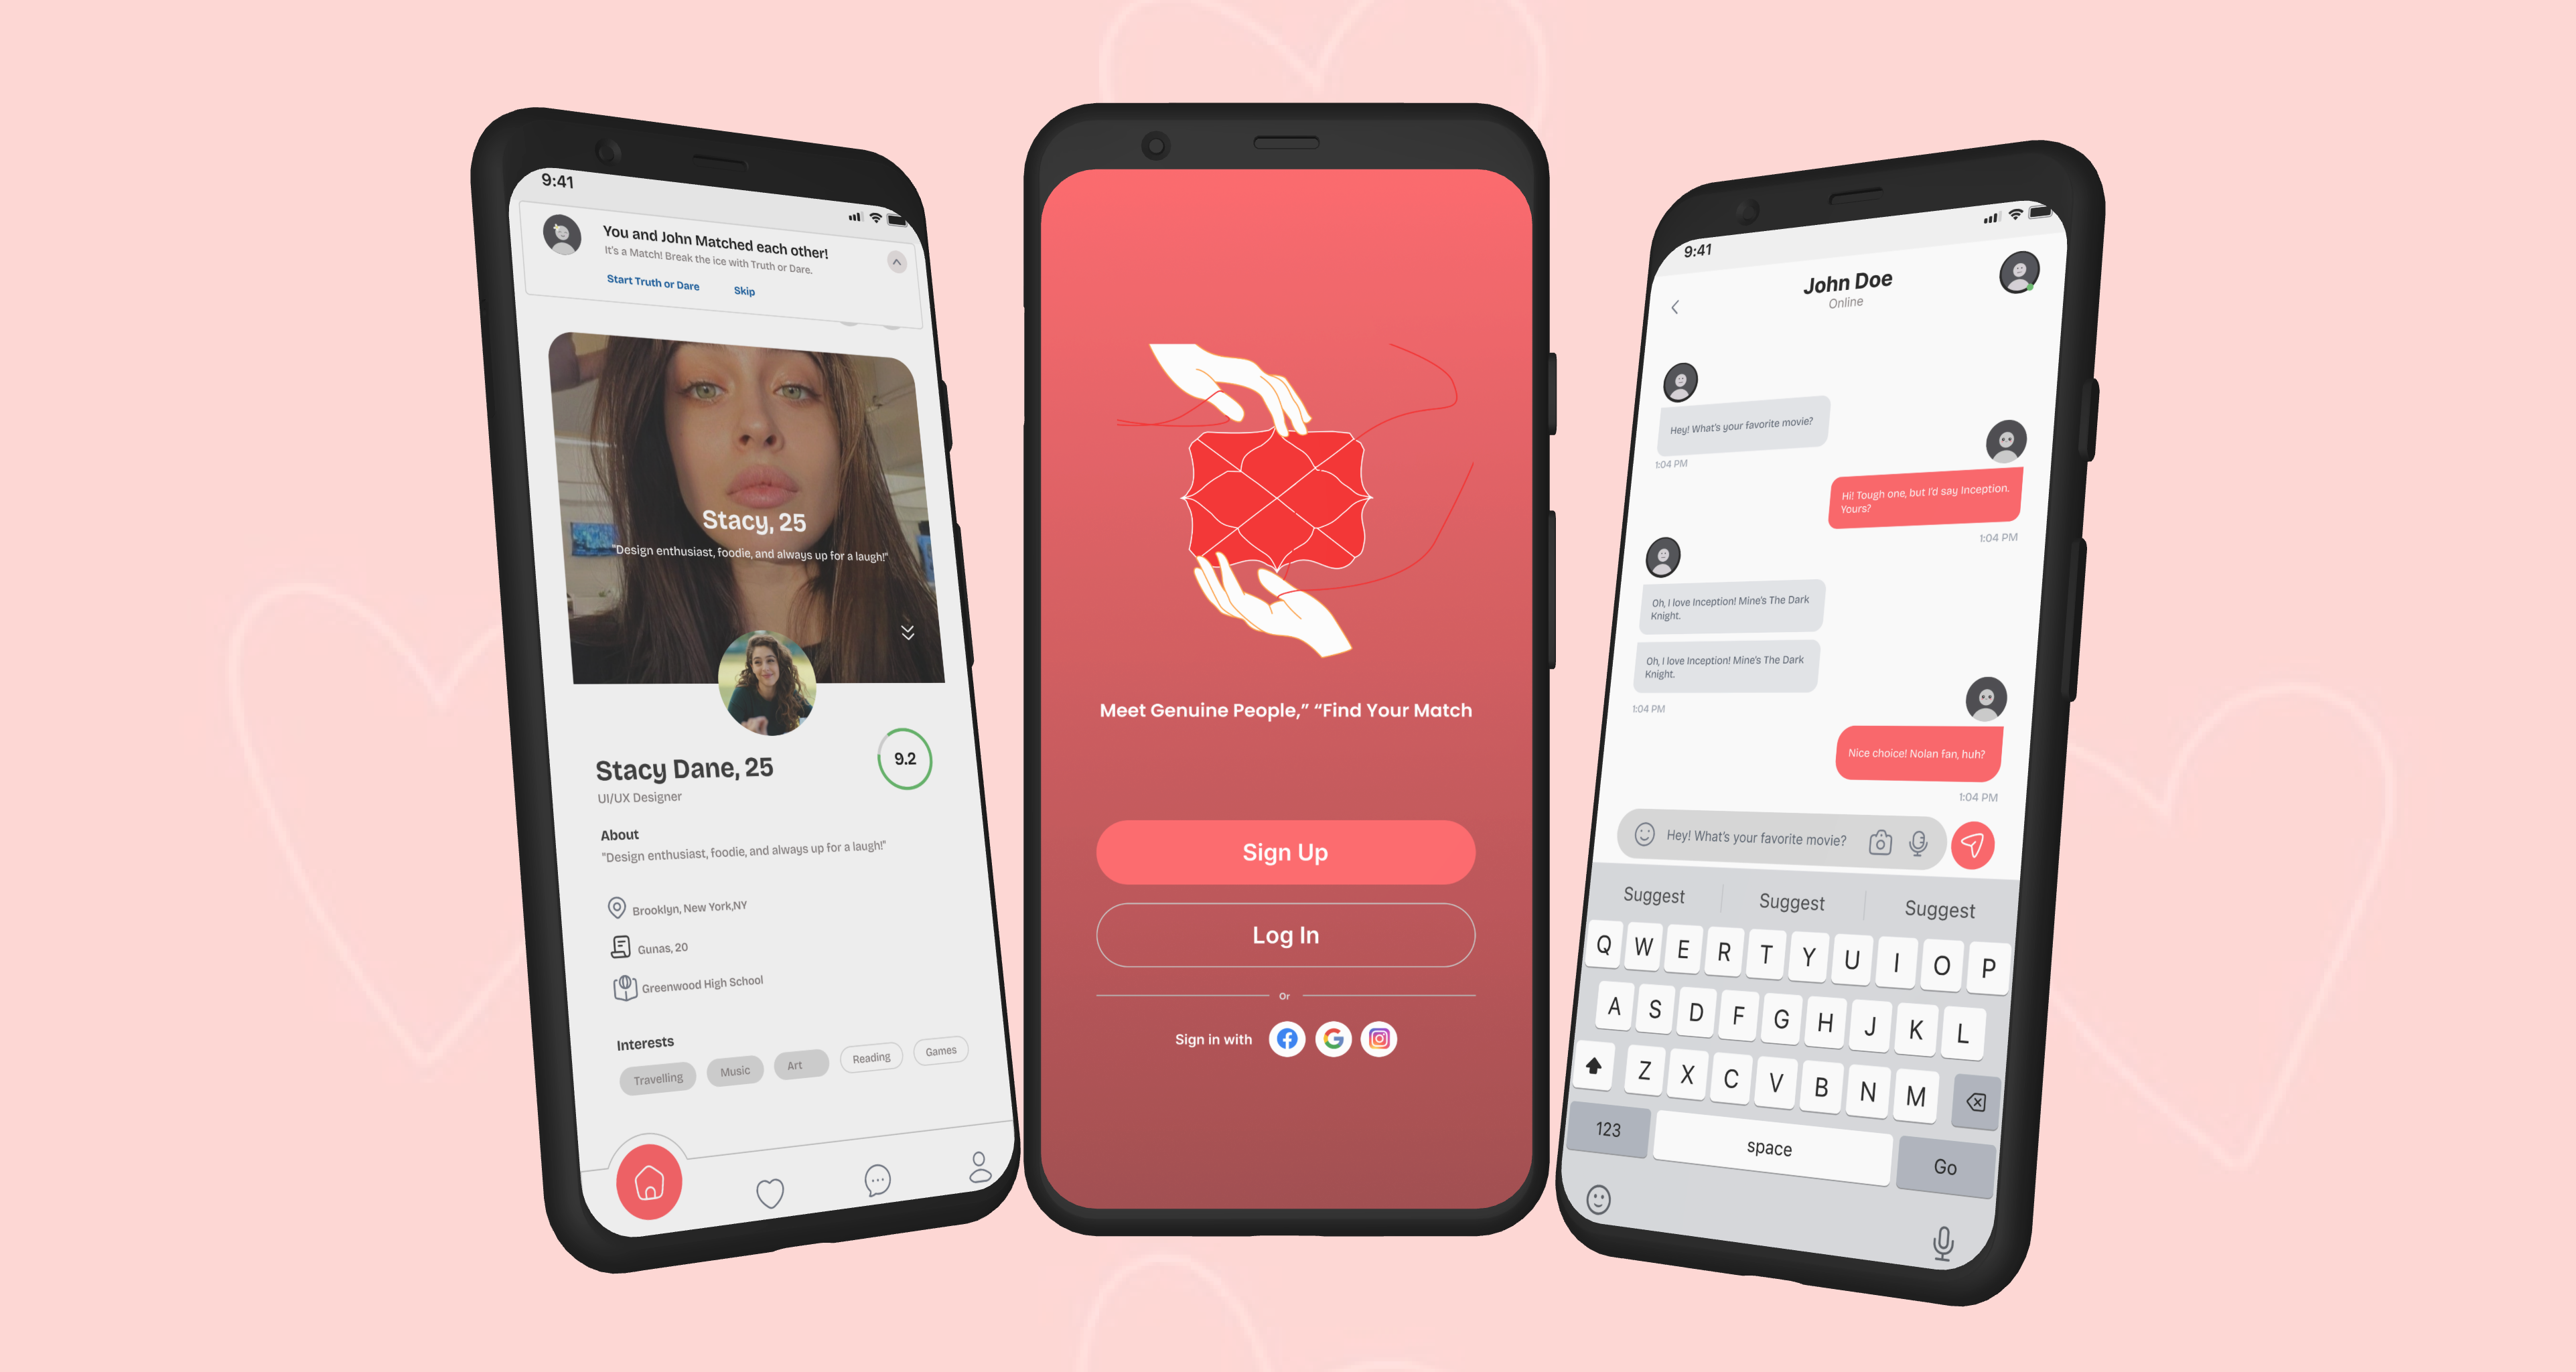 9:41
You and John Matched each other!
It's a Match! Break the ice with Truth or Dare.
Start Truth or Dare Skip
Stacy, 25
"Design enthusiast, foodie, and always up for a laugh!"
Stacy Dane, 25
9.2
UI/UX Designer
About
"Design enthusiast, foodie, and always up for a laugh!"
Brooklyn, New York,NY
Gunas, 20
Greenwood High School
Interests
Travelling Music Art Reading Games
Meet Genuine People,” “Find Your Match
Sign Up
Log In
Or
Sign in with
9:41
John Doe
Online
Hey! What's your favorite movie?
1:04 PM
Hi! Tough one, but I'd say Inception.
Yours?
1:04 PM
Oh, I love Inception! Mine's The Dark
Knight.
Oh, I love Inception! Mine's The Dark
Knight.
1:04 PM
Nice choice! Nolan fan, huh?
1:04 PM
Hey! What's your favorite movie?
Suggest Suggest Suggest
Q W E R T Y U I O P
A S D F G H J K L
Z X C V B N M
123 space Go